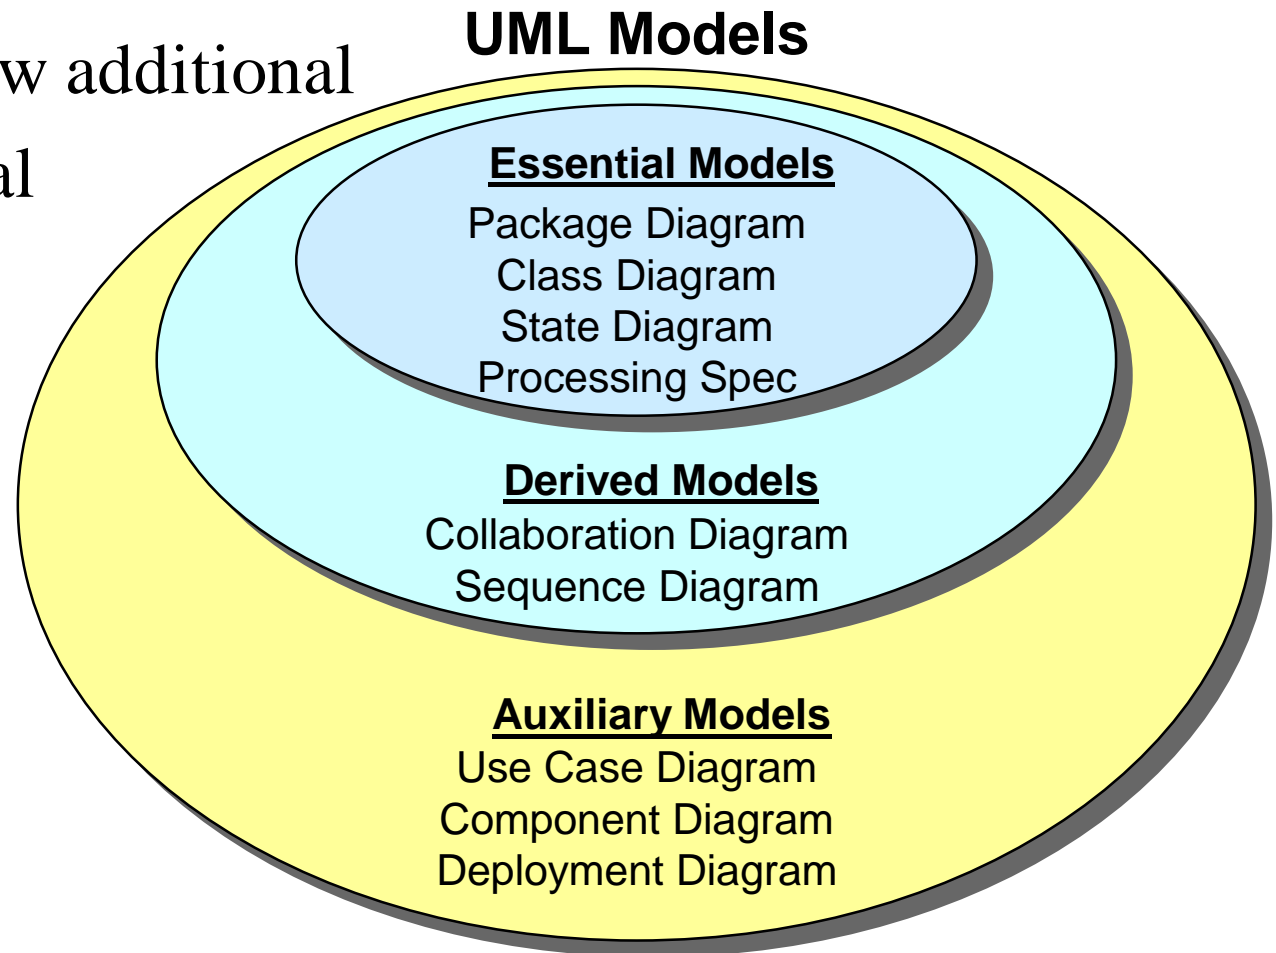 UML Models
additional
Essential Models
Package Diagram
Class Diagram
State Diagram
Processing Spec
Derived Models
Collaboration Diagram
Sequence Diagram
Auxiliary Models
Use Case Diagram
Component Diagram
Deployment Diagram